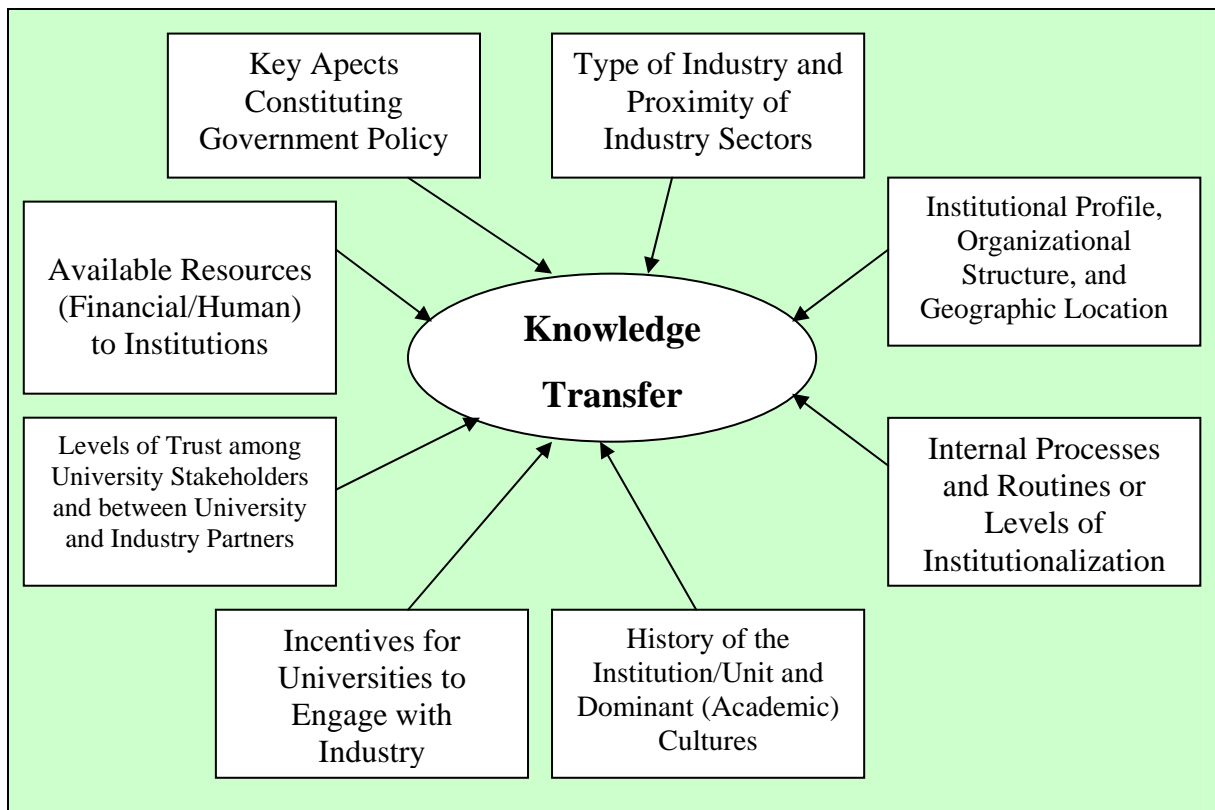 Key Apects
Constituting
Government Policy
Type of Industry and
Proximity of
Industry Sectors
Institutional Profile,
Organizational
Structure, and
Geographic Location
Available Resources
(Financial/Human)
to Institutions
Knowledge
Transfer
Levels of Trust among
University Stakeholders
and between University
and Industry Partners
Internal Processes
and Routines or
Levels of
Institutionalization
Incentives for
Universities to
Engage with
Industry
History of the
Institution/Unit and
Dominant (Academic)
Cultures